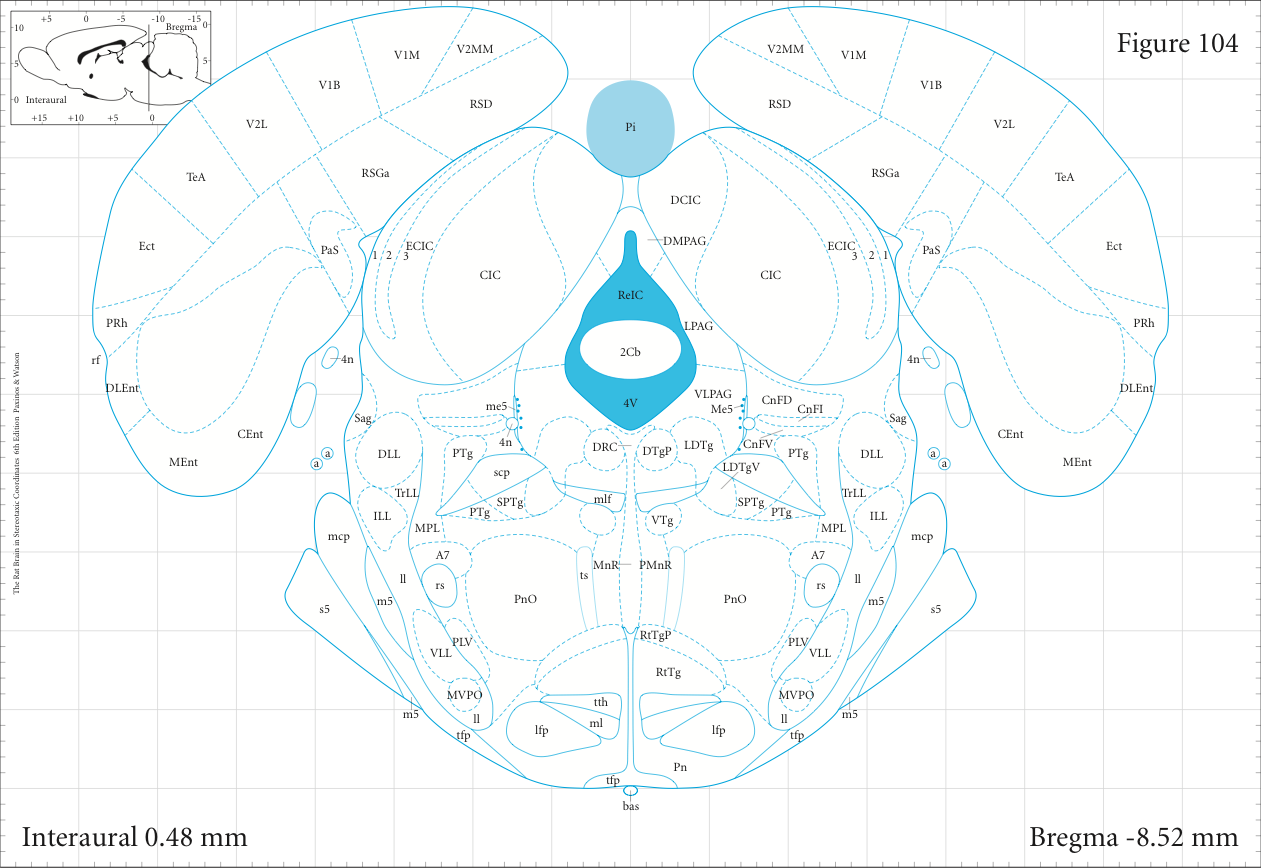 +5 0 -5 -10 -15
Bregma
10
5
0
0
5
Interaural
+15 +10 +5 0
Figure 104
V2MM V2MM
V1M V1M
V1B V1B
RSD RSD
V2L V2L
Pi
TeA RSGa RSGa TeA
DCIC
Ect PaS ECIC DMPAG ECIC PaS Ect
1 2 3 3 2 1
CIC CIC
ReIC
PRh LPAG PRh
2Cb
rf 4n 4n
DLEnt DLEnt
VLPAG CnFD
me5 4V Me5 CnFI
Sag Sag
CEnt 4n CnFV CEnt
DRC DTgP LDTg
DLL PTg PTg DLL
a a a a
MEnt scp LDTgV MEnt
TrLL TrLL
mlf
SPTg SPTg
PTg PTg
ILL VTg ILL
MPL MPL
mcp mcp
A7 A7
MnR PMnR
ts
ll rs rs ll
m5 PnO PnO m5
s5 s5
RtTgP
PLV PLV
VLL VLL
RtTg
MVPO MVPO
tth
m5 ll ml ll m5
lfp lfp
tfp tfp
Pn
tfp
bas
The Rat Brain in Stereotaxic Coordinates 6th Edition Paxinos & Watson
Interaural 0.48 mm
Bregma -8.52 mm